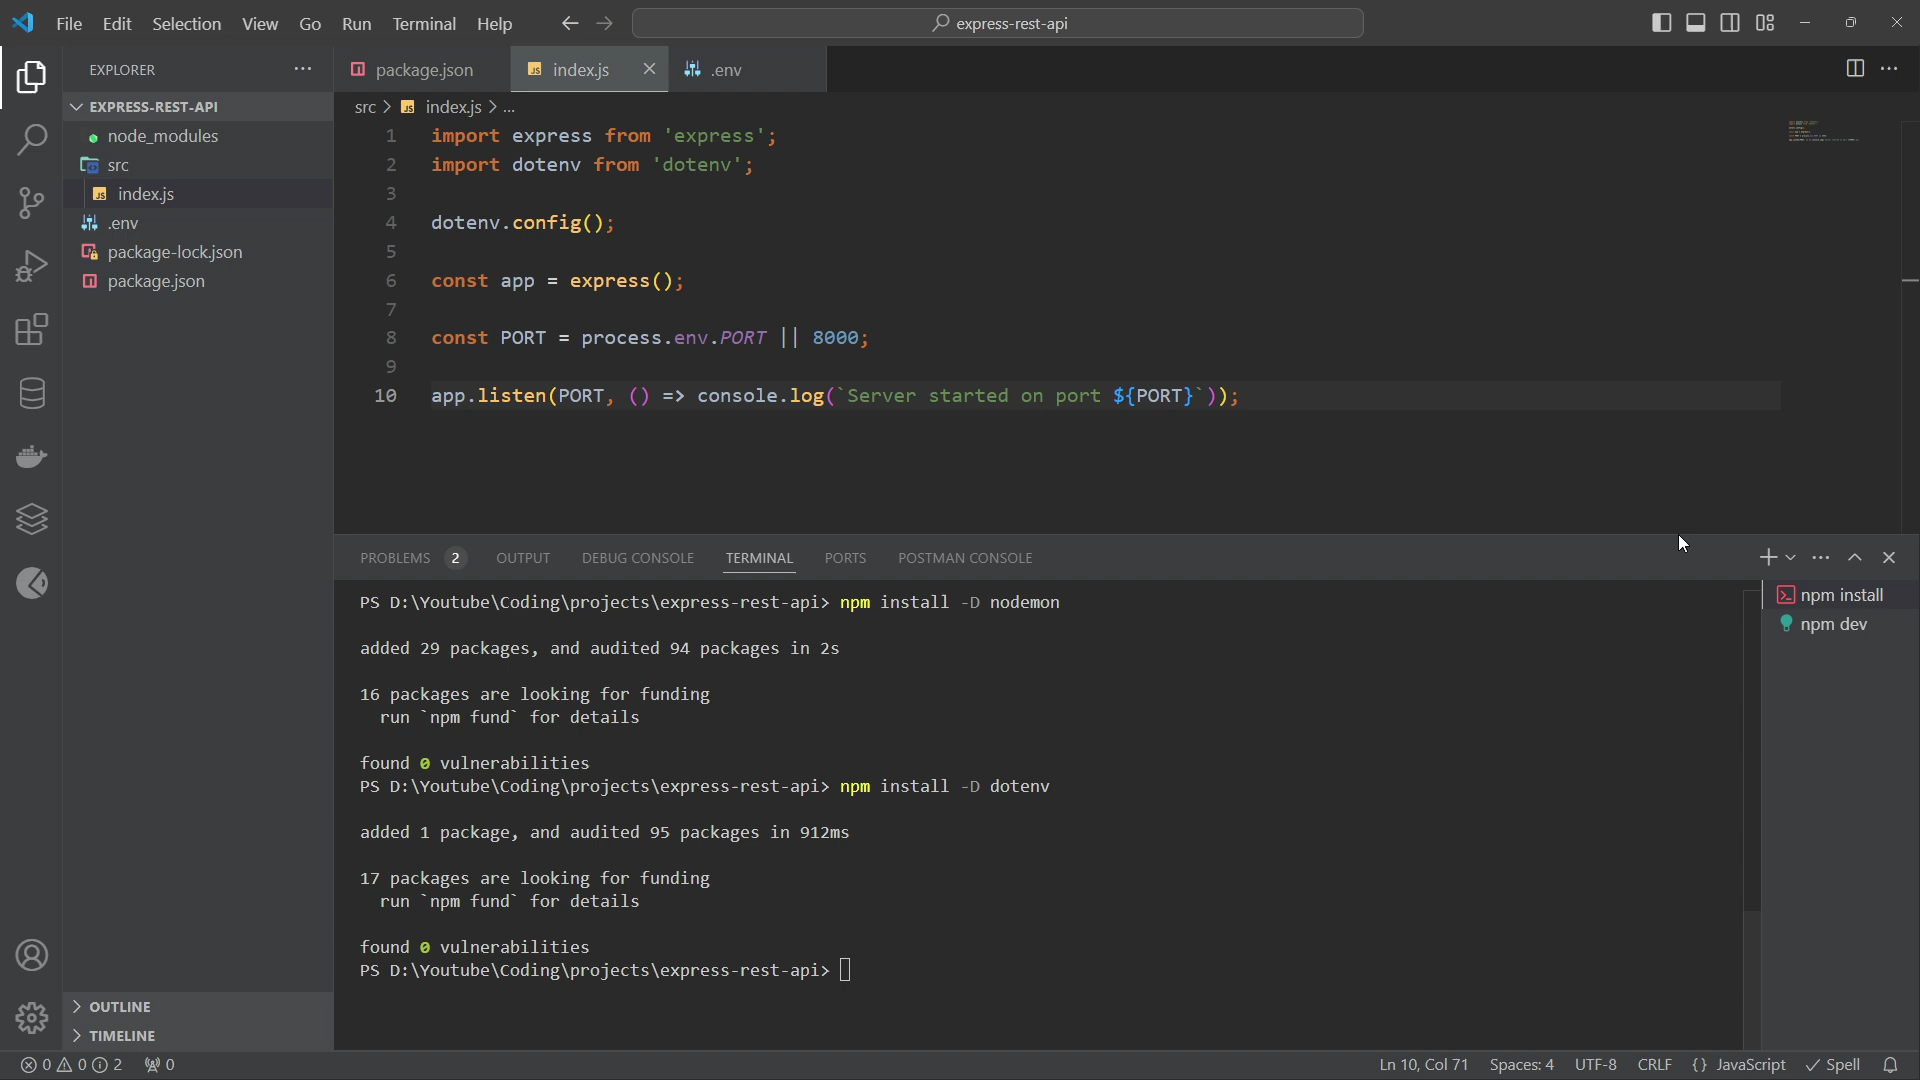 File Edit Selection View Go Run Terminal Help
express-rest-api
EXPLORER
package.json
index.js
.env
EXPRESS-REST-API
node_modules
src
index.js
.env
package-lock.json
package.json
OUTLINE
TIMELINE
src > index.js > ...
1 import express from 'express';
2 import dotenv from 'dotenv';
3
4 dotenv.config();
5
6 const app = express();
7
8 const PORT = process.env.PORT || 8000;
9
10 app.listen(PORT, () => console.log(`Server started on port ${PORT}`));
PROBLEMS 2 OUTPUT DEBUG CONSOLE TERMINAL PORTS POSTMAN CONSOLE
PS D:\Youtube\Coding\projects\express-rest-api> npm install -D nodemon
added 29 packages, and audited 94 packages in 2s
16 packages are looking for funding
run `npm fund` for details
found 0 vulnerabilities
PS D:\Youtube\Coding\projects\express-rest-api> npm install -D dotenv
added 1 package, and audited 95 packages in 912ms
17 packages are looking for funding
run `npm fund` for details
found 0 vulnerabilities
PS D:\Youtube\Coding\projects\express-rest-api>
npm install
npm dev
0 0 2 0
Ln 10, Col 71 Spaces: 4 UTF-8 CRLF {} JavaScript Spell